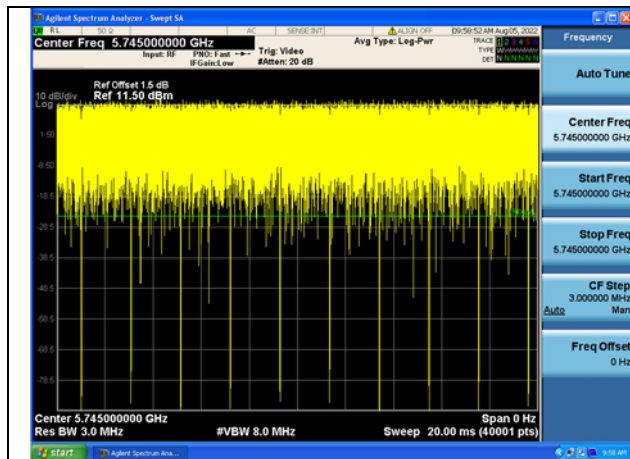 Agilent Spectrum Analyzer - Swept SA
RL 50 Ω AC SENSE:INT ALIGN OFF 09:58:52 AM Aug 05, 2022
Center Freq 5.745000000 GHz
Input: RF PNO: Fast IFGain:Low
Trig: Video
#Atten: 20 dB
Avg Type: Log-Pwr
TRACE 1 2 3 4 5 6
TYPE
DET N N N N N N
Ref Offset 1.5 dB
10 dB/div Ref 11.50 dBm
Log
1.50
-8.50
-18.5
-28.5
-38.5
-48.5
-58.5
-68.5
-78.5
Center 5.745000000 GHz Span 0 Hz
Res BW 3.0 MHz #VBW 8.0 MHz Sweep 20.00 ms (40001 pts)
Frequency
Auto Tune
Center Freq
5.745000000 GHz
Start Freq
5.745000000 GHz
Stop Freq
5.745000000 GHz
CF Step
3.000000 MHz
Auto Man
Freq Offset
0 Hz
start Agilent Spectrum Ana... 9:58 AM